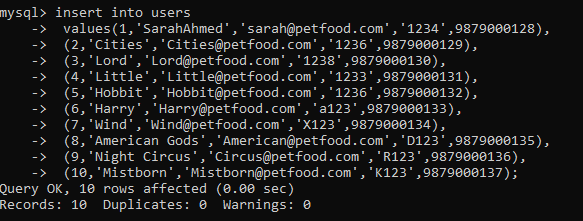 mysql> insert into users
    -> values(1,'SarahAhmed','sarah@petfood.com','1234',9879000128),
    -> (2,'Cities','Cities@petfood.com','1236',9879000129),
    -> (3,'Lord','Lord@petfood.com','1238',9879000130),
    -> (4,'Little','Little@petfood.com','1233',9879000131),
    -> (5,'Hobbit','Hobbit@petfood.com','1236',9879000132),
    -> (6,'Harry','Harry@petfood.com','a123',9879000133),
    -> (7,'Wind','Wind@petfood.com','X123',9879000134),
    -> (8,'American Gods','American@petfood.com','D123',9879000135),
    -> (9,'Night Circus','Circus@petfood.com','R123',9879000136),
    -> (10,'Mistborn','Mistborn@petfood.com','K123',9879000137);
Query OK, 10 rows affected (0.00 sec)
Records: 10  Duplicates: 0  Warnings: 0